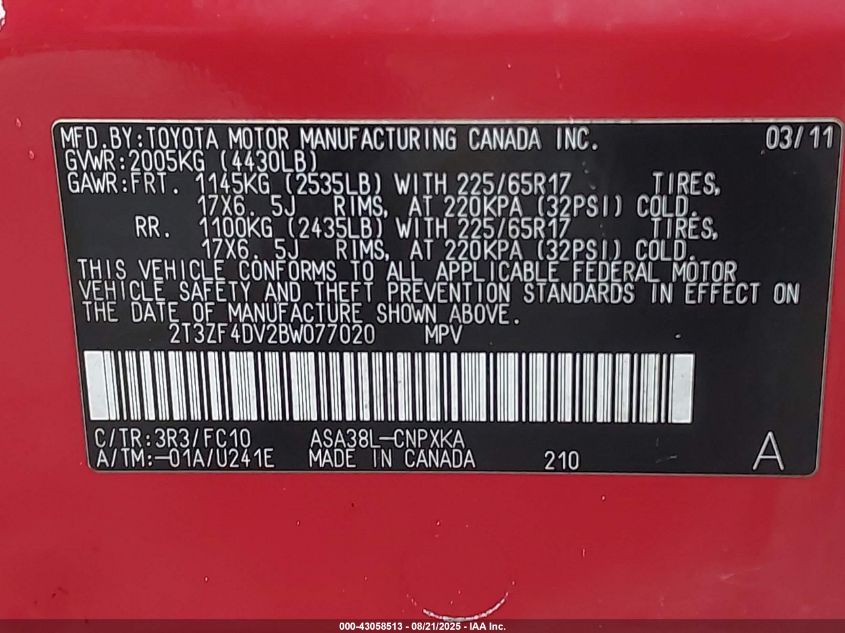 MFD.BY:TOYOTA MOTOR MANUFACTURING CANADA INC. 03/11
GVWR:2005KG (4430LB)
GAWR:FRT. 1145KG (2535LB) WITH 225/65R17 TIRES,
17X6. 5J RIMS, AT 220KPA (32PSI) COLD.
RR. 1100KG (2435LB) WITH 225/65R17 TIRES,
17X6. 5J RIMS, AT 220KPA (32PSI) COLD.
THIS VEHICLE CONFORMS TO ALL APPLICABLE FEDERAL MOTOR
VEHICLE SAFETY AND THEFT PREVENTION STANDARDS IN EFFECT ON
THE DATE OF MANUFACTURE SHOWN ABOVE.
2T3ZF4DV2BW077020 MPV
C/TR:3R3/FC10 ASA38L-CNPXKA
A/TM:-01A/U241E MADE IN CANADA 210 A
000-43058513 - 08/21/2025 - IAA Inc.